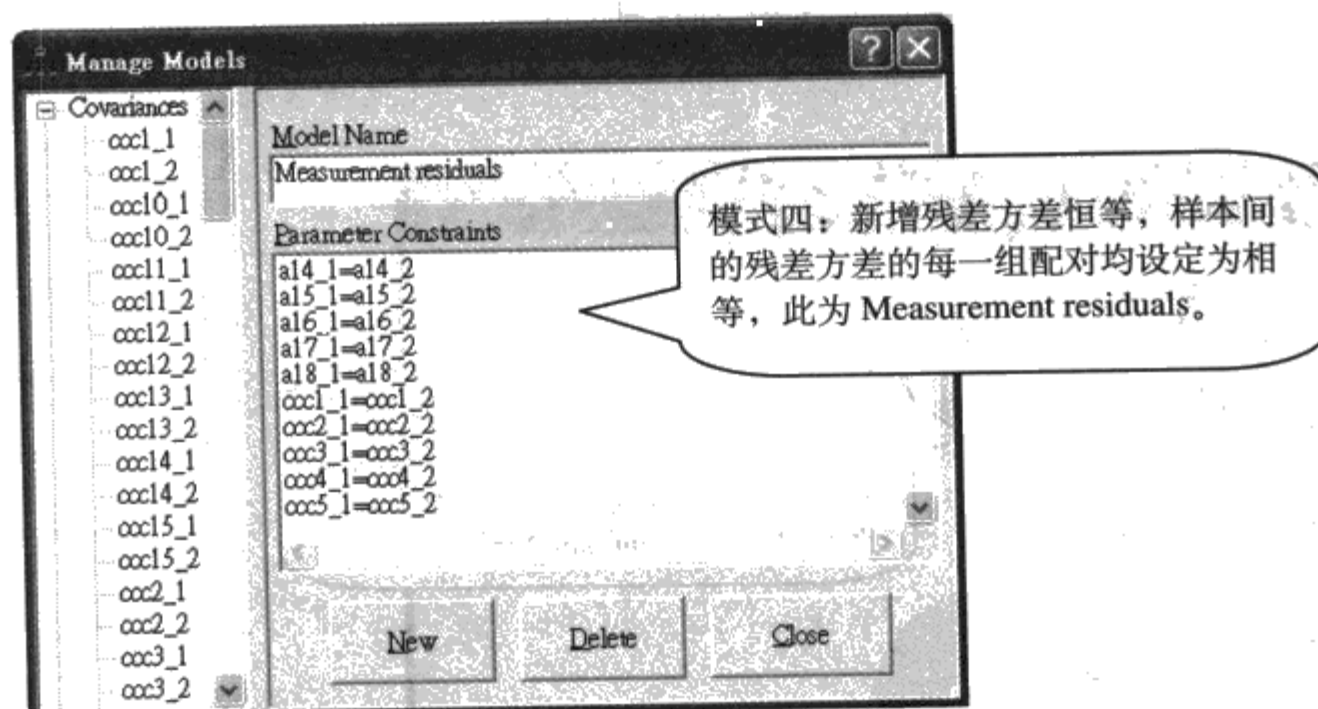 Manage Models
Covariances
ccc1_1
ccc1_2
ccc10_1
ccc10_2
ccc11_1
ccc11_2
ccc12_1
ccc12_2
ccc13_1
ccc13_2
ccc14_1
ccc14_2
ccc15_1
ccc15_2
ccc2_1
ccc2_2
ccc3_1
ccc3_2
Model Name
Measurement residuals
Parameter Constraints
a14_1=a14_2
a15_1=a15_2
a16_1=a16_2
a17_1=a17_2
a18_1=a18_2
ccc1_1=ccc1_2
ccc2_1=ccc2_2
ccc3_1=ccc3_2
ccc4_1=ccc4_2
ccc5_1=ccc5_2
New
Delete
Close
模式四：新增残差方差恒等，样本间
的残差方差的每一组配对均设定为相
等，此为 Measurement residuals。